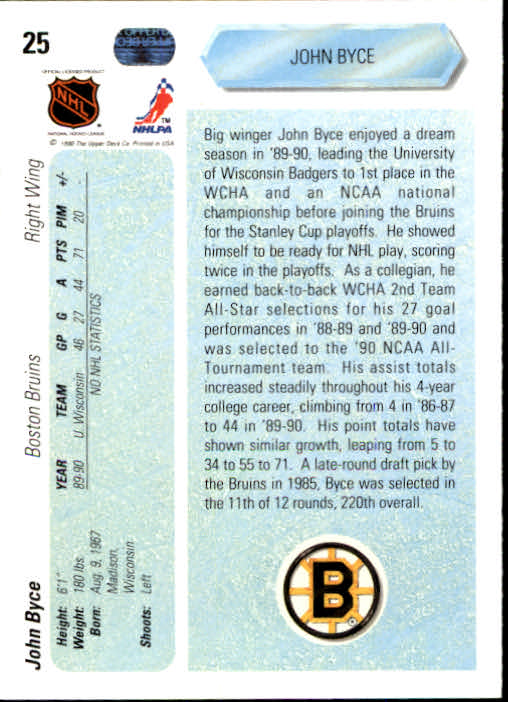 25
UPPER DECK
JOHN BYCE
OFFICIAL LICENSED PRODUCT
NHL
NATIONAL HOCKEY LEAGUE
TM
NHLPA
© 1990 The Upper Deck Co. Printed in USA
Big winger John Byce enjoyed a dream
season in '89-90, leading the University
of Wisconsin Badgers to 1st place in the
WCHA and an NCAA national
championship before joining the Bruins
for the Stanley Cup playoffs. He showed
himself to be ready for NHL play, scoring
twice in the playoffs. As a collegian, he
earned back-to-back WCHA 2nd Team
All-Star selections for his 27 goal
performances in '88-89 and '89-90 and
was selected to the '90 NCAA All-
Tournament team. His assist totals
increased steadily throughout his 4-year
college career, climbing from 4 in '86-87
to 44 in '89-90. His point totals have
shown similar growth, leaping from 5 to
34 to 55 to 71. A late-round draft pick by
the Bruins in 1985, Byce was selected in
the 11th of 12 rounds, 220th overall.
B
John Byce Boston Bruins Right Wing
Height: 6'1"
Weight: 180 lbs.
Born: Aug. 9, 1967
Madison,
Wisconsin
Shoots: Left
YEAR TEAM GP G A PTS PIM +/-
89-90 U. Wisconsin 46 27 44 71 20 -
NO NHL STATISTICS